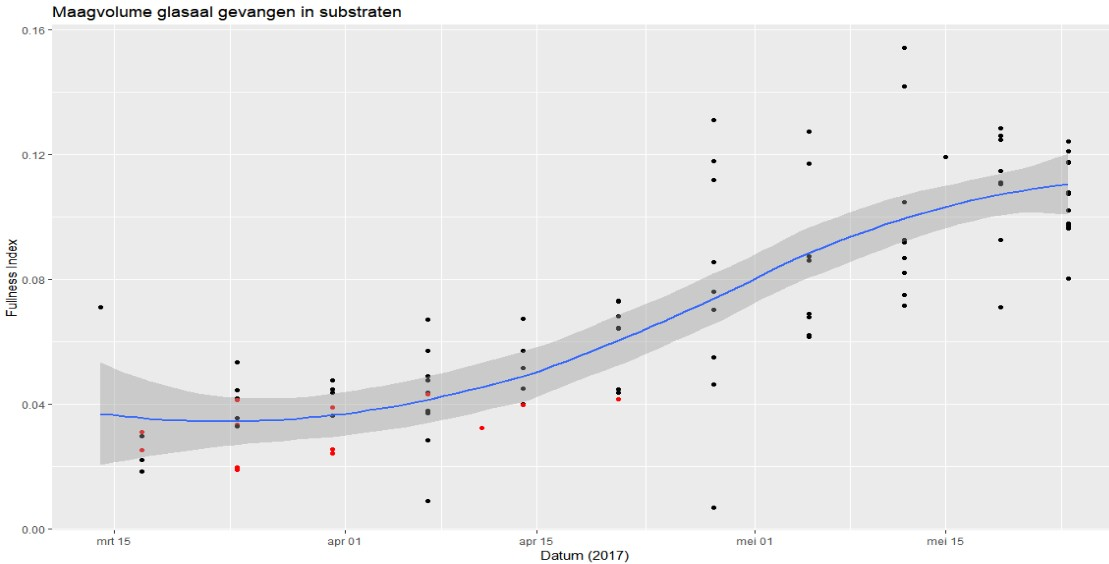 Maagvolume glasaal gevangen in substraten
0.16
0.12
0.08
0.04
0.00
Fullness Index
mrt 15 apr 01 apr 15 mei 01 mei 15
Datum (2017)